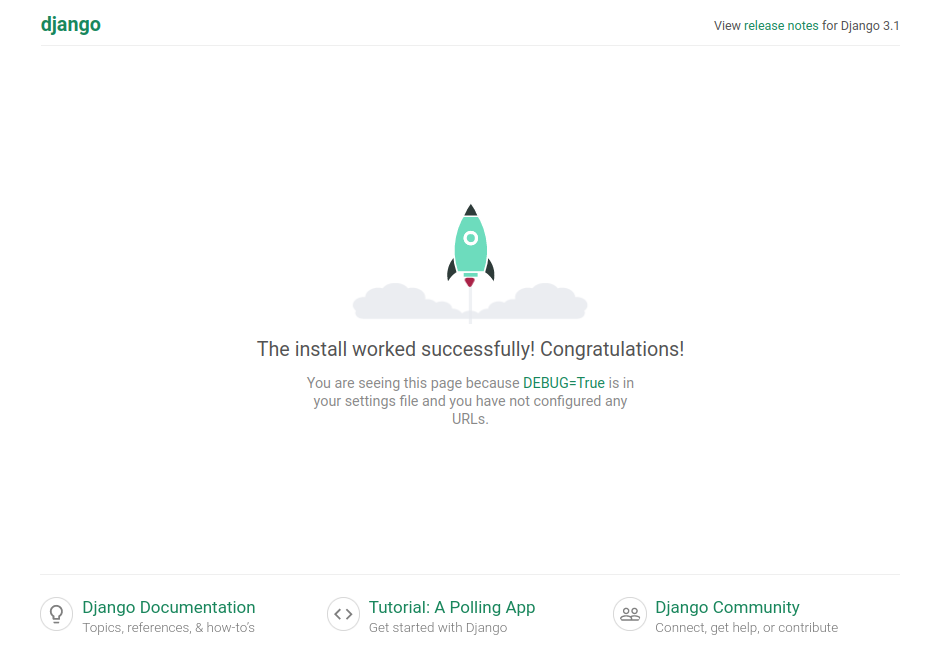 django
View release notes for Django 3.1
The install worked successfully! Congratulations!
You are seeing this page because DEBUG=True is in
your settings file and you have not configured any
URLs.
Django Documentation
Topics, references, & how-to's
Tutorial: A Polling App
Get started with Django
Django Community
Connect, get help, or contribute